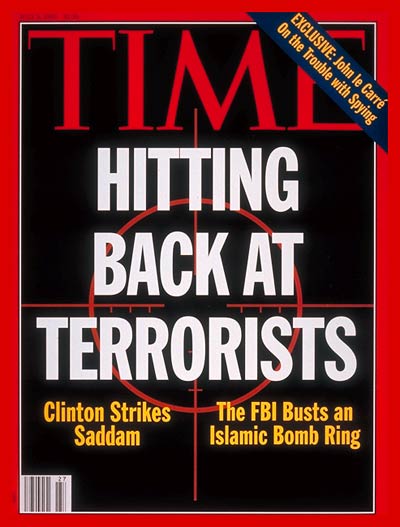 EXCLUSIVE: John le Carré
On the Trouble with Spying
TIME
HITTING
BACK AT
TERRORISTS
Clinton Strikes
Saddam
The FBI Busts an
Islamic Bomb Ring
27